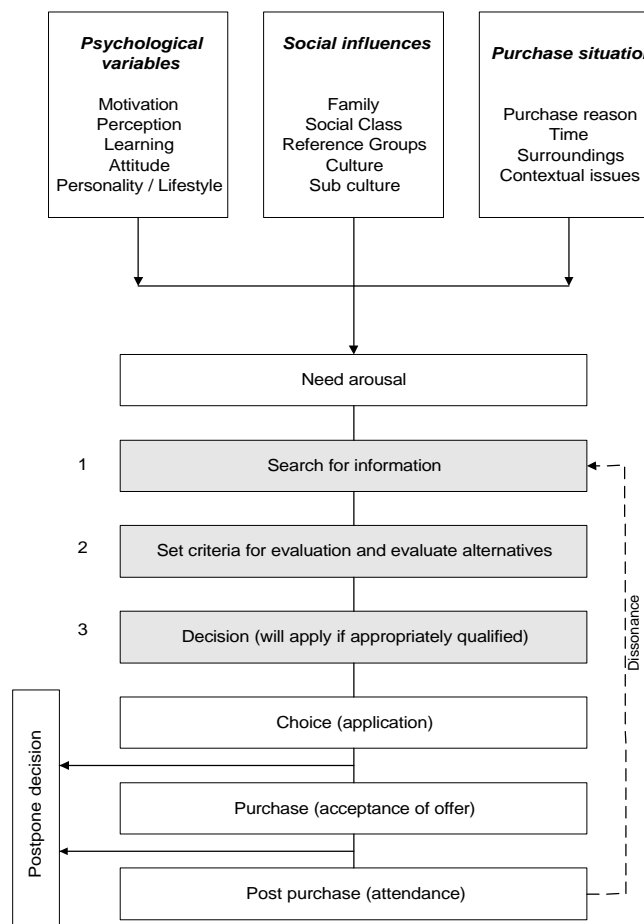 Psychological
variables
Motivation
Perception
Learning
Attitude
Personality / Lifestyle
Social influences
Family
Social Class
Reference Groups
Culture
Sub culture
Purchase situation
Purchase reason
Time
Surroundings
Contextual issues
Need arousal
1
Search for information
2
Set criteria for evaluation and evaluate alternatives
3
Decision (will apply if appropriately qualified)
Dissonance
Choice (application)
Postpone decision
Purchase (acceptance of offer)
Post purchase (attendance)